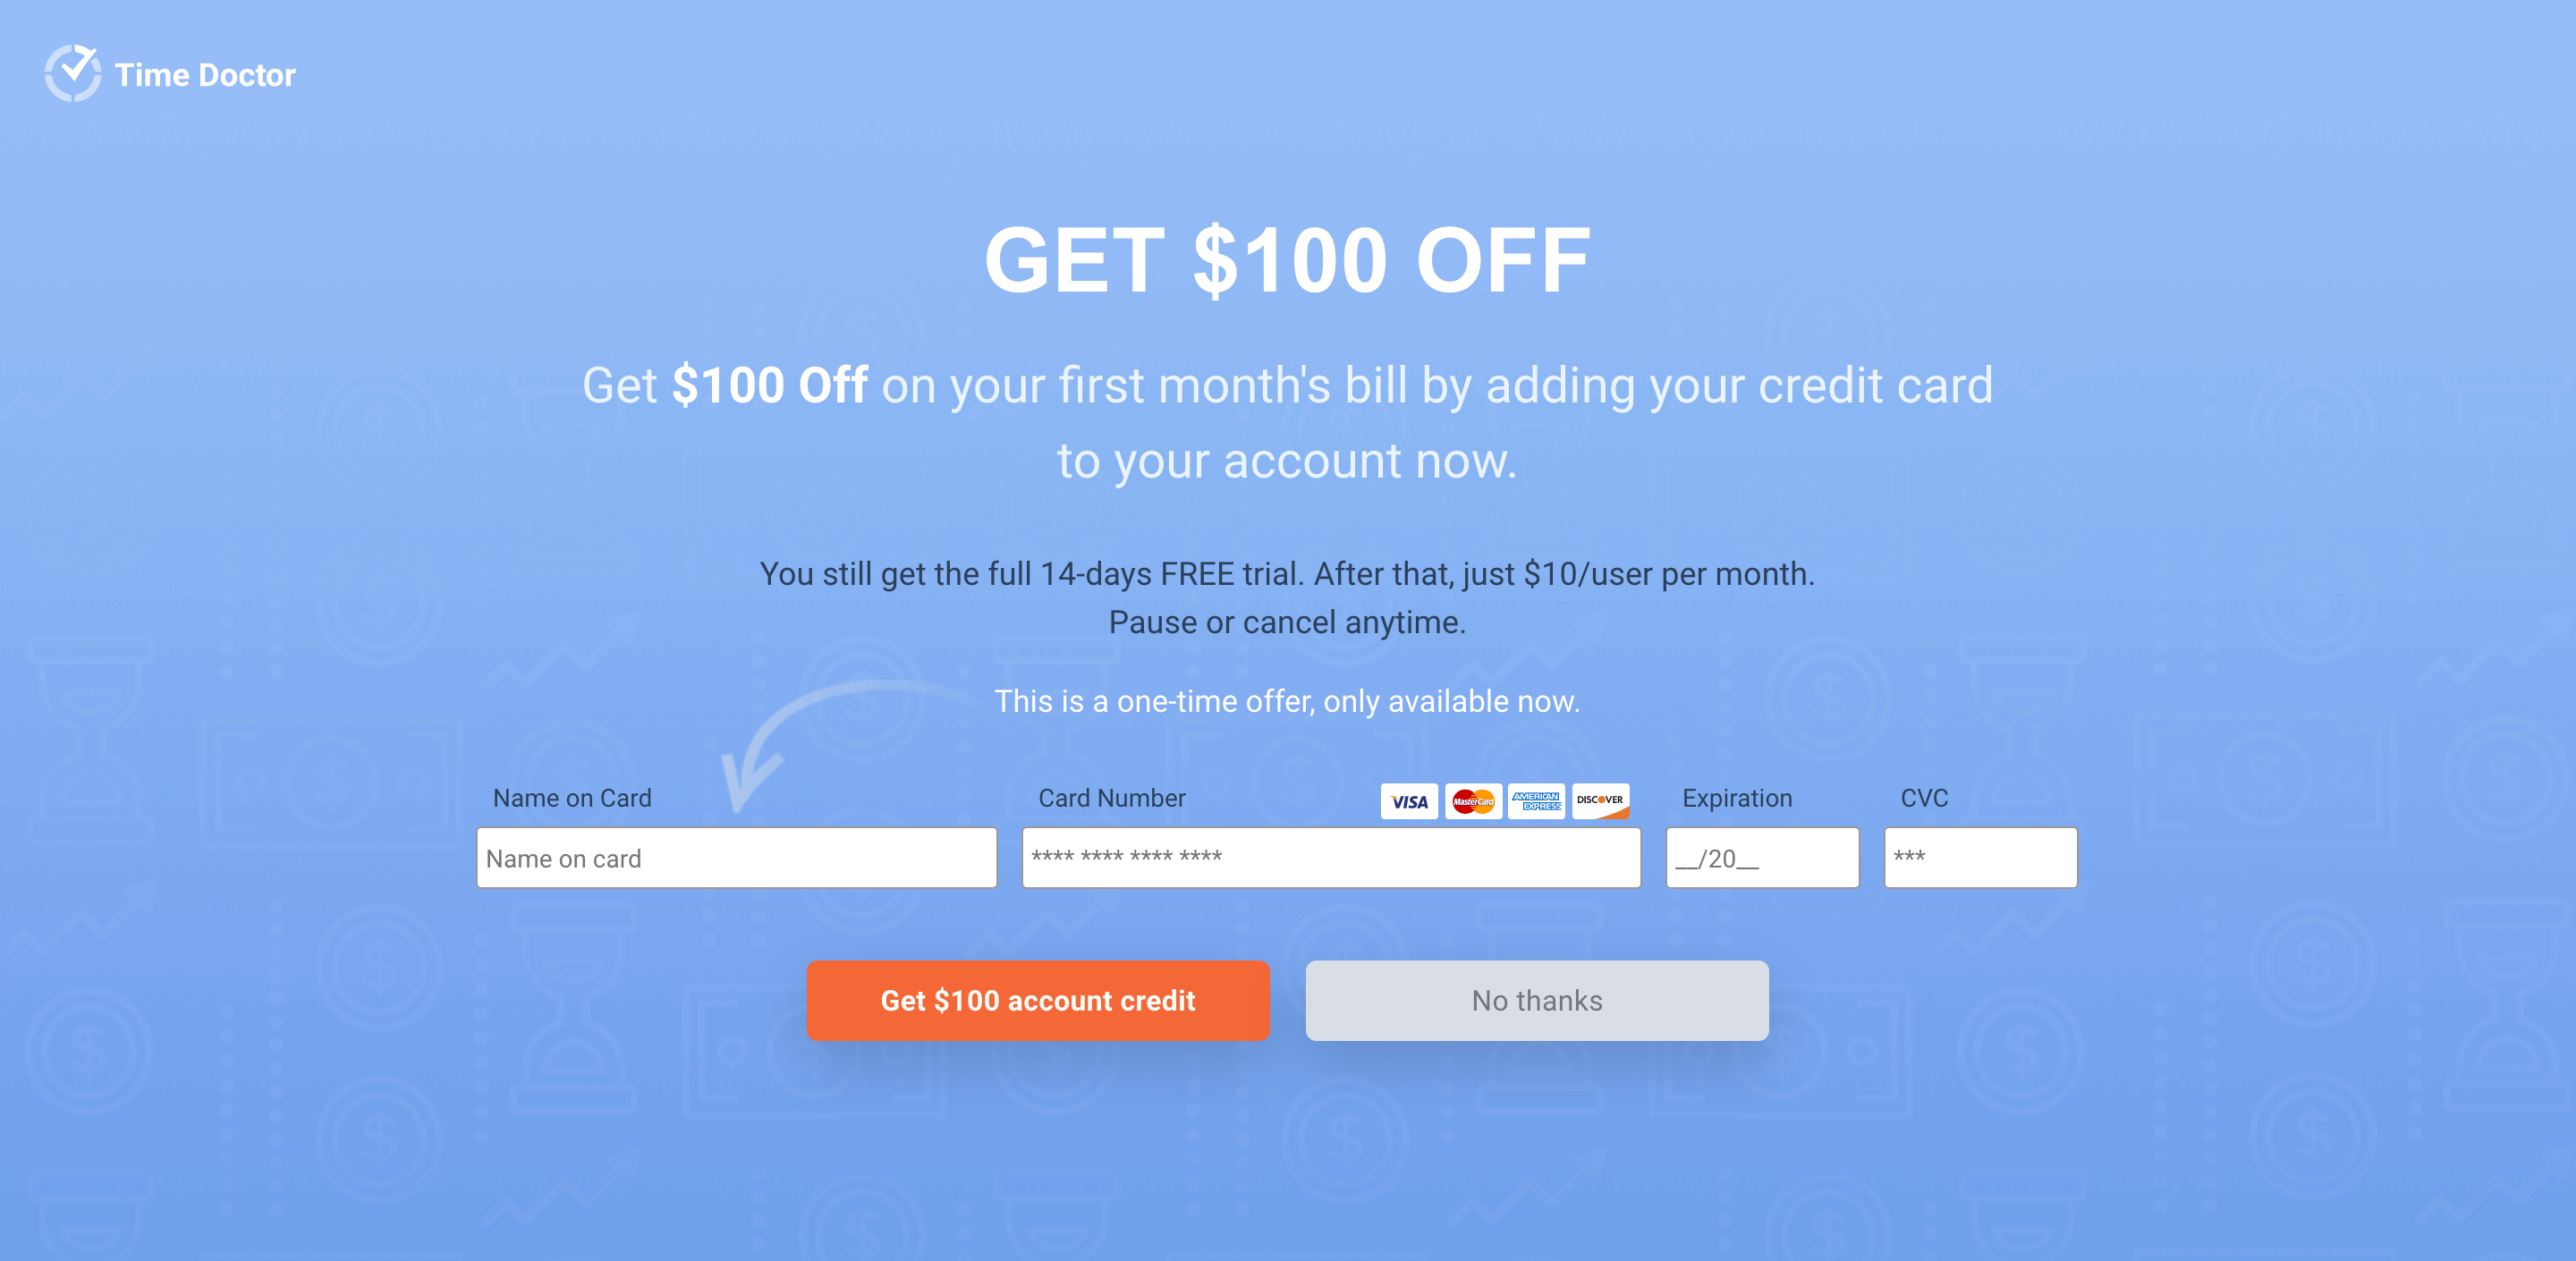 Time Doctor
GET $100 OFF
Get $100 Off on your first month's bill by adding your credit card
to your account now.
You still get the full 14-days FREE trial. After that, just $10/user per month.
Pause or cancel anytime.
This is a one-time offer, only available now.
Name on Card
Card Number
VISA
MasterCard
AMERICAN EXPRESS
DISCOVER
Expiration
CVC
Name on card
**** **** **** ****
__/20__
***
Get $100 account credit
No thanks